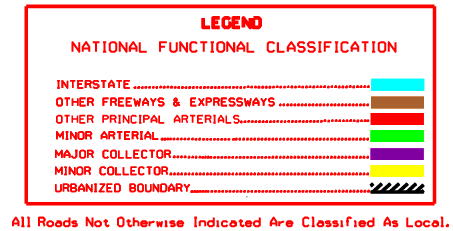 LEGEND
NATIONAL FUNCTIONAL CLASSIFICATION
INTERSTATE
OTHER FREEWAYS & EXPRESSWAYS
OTHER PRINCIPAL ARTERIALS
MINOR ARTERIAL
MAJOR COLLECTOR
MINOR COLLECTOR
URBANIZED BOUNDARY
All Roads Not Otherwise Indicated Are Classified As Local.